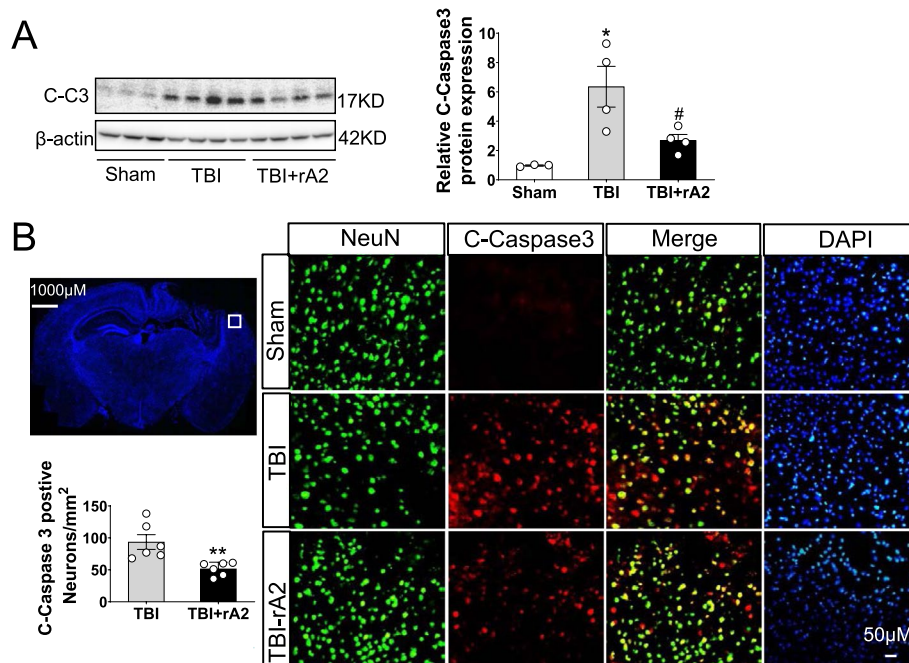 A
C-C3
17KD
β-actin
42KD
Sham
TBI
TBI+rA2
Relative C-Caspase3
protein expression
10
8
6
4
2
0
*
#
Sham
TBI
TBI+rA2
B
1000μM
NeuN
C-Caspase3
Merge
DAPI
Sham
TBI
TBI-rA2
50μM
C-Caspase 3 postive
Neurons/mm²
150
100
50
0
**
TBI
TBI+rA2